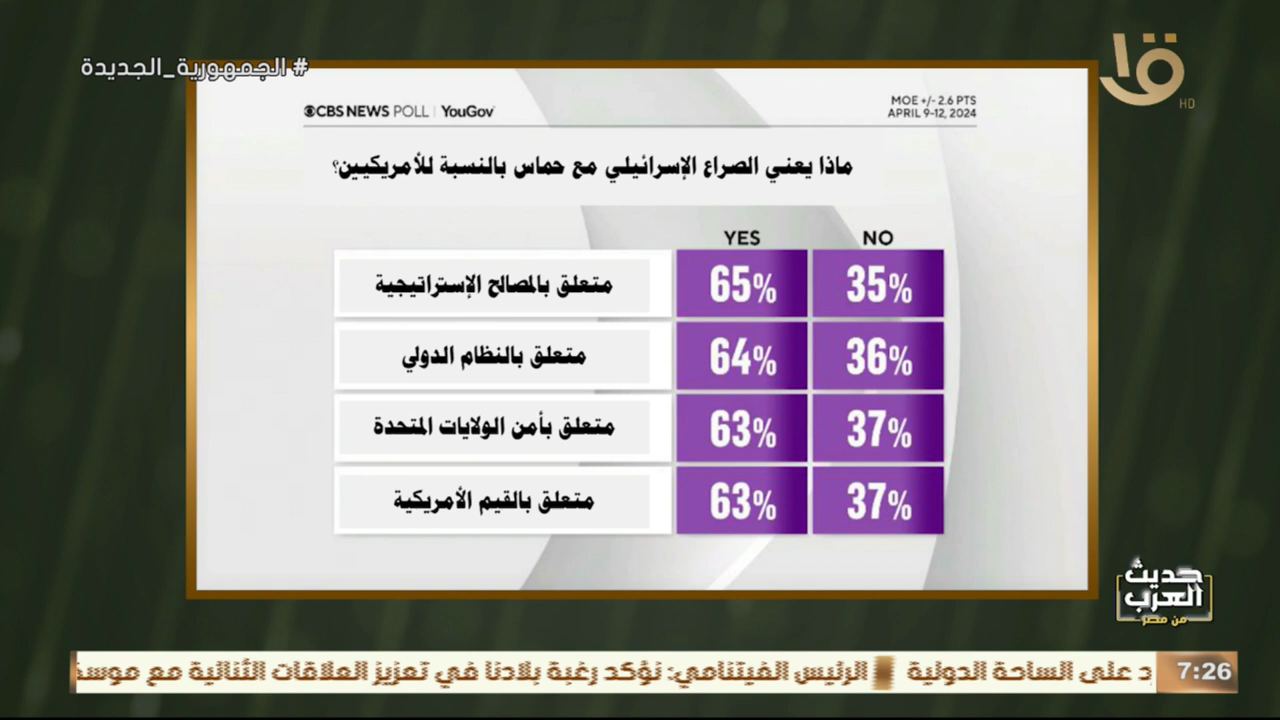 #الجمهورية_الجديدة
HD
CBS NEWS POLL | YouGov
MOE +/- 2.6 PTS
APRIL 9-12, 2024
ماذا يعني الصراع الإسرائيلي مع حماس بالنسبة للأمريكيين؟
YES NO
متعلق بالمصالح الإستراتيجية 65% 35%
متعلق بالنظام الدولي 64% 36%
متعلق بأمن الولايات المتحدة 63% 37%
متعلق بالقيم الأمريكية 63% 37%
حديث
العرب
من مصر
7:26 د على الساحة الدولية الرئيس الفيتنامي: نؤكد رغبة بلادنا في تعزيز العلاقات الثنائية مع موسك